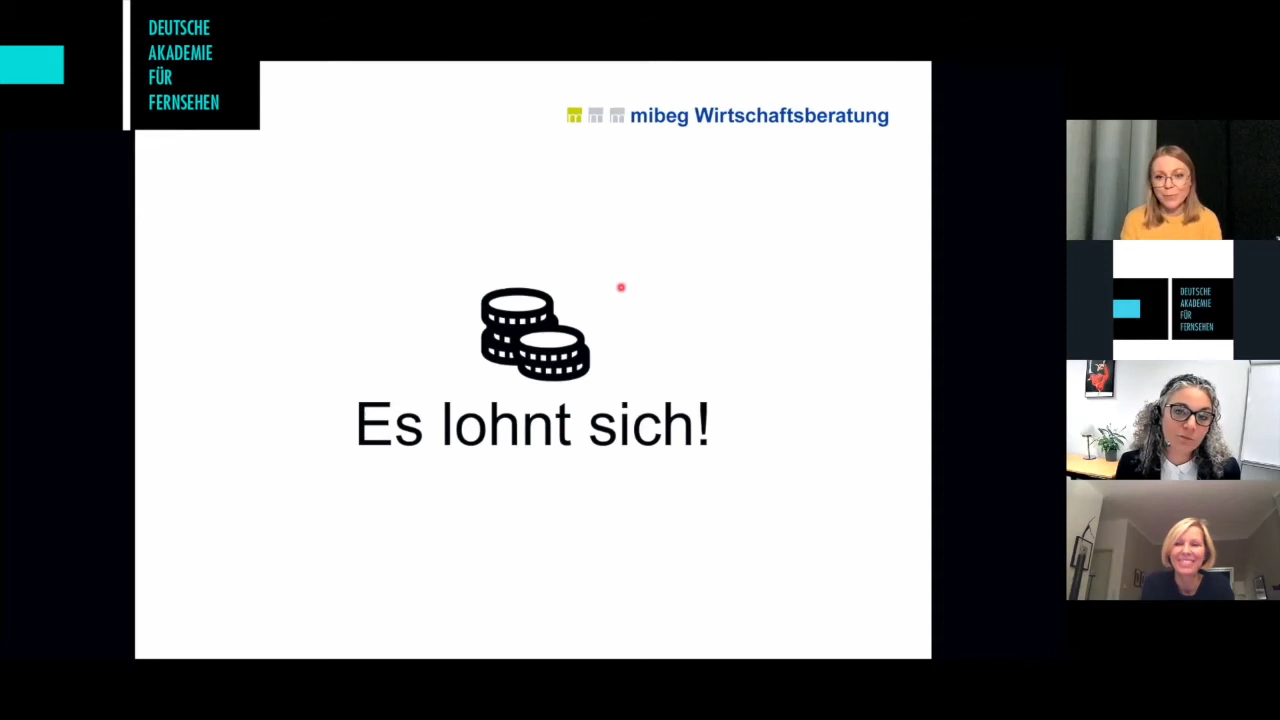 DEUTSCHE
AKADEMIE
FÜR
FERNSEHEN
mibeg Wirtschaftsberatung
Es lohnt sich!
DEUTSCHE
AKADEMIE
FÜR
FERNSEHEN